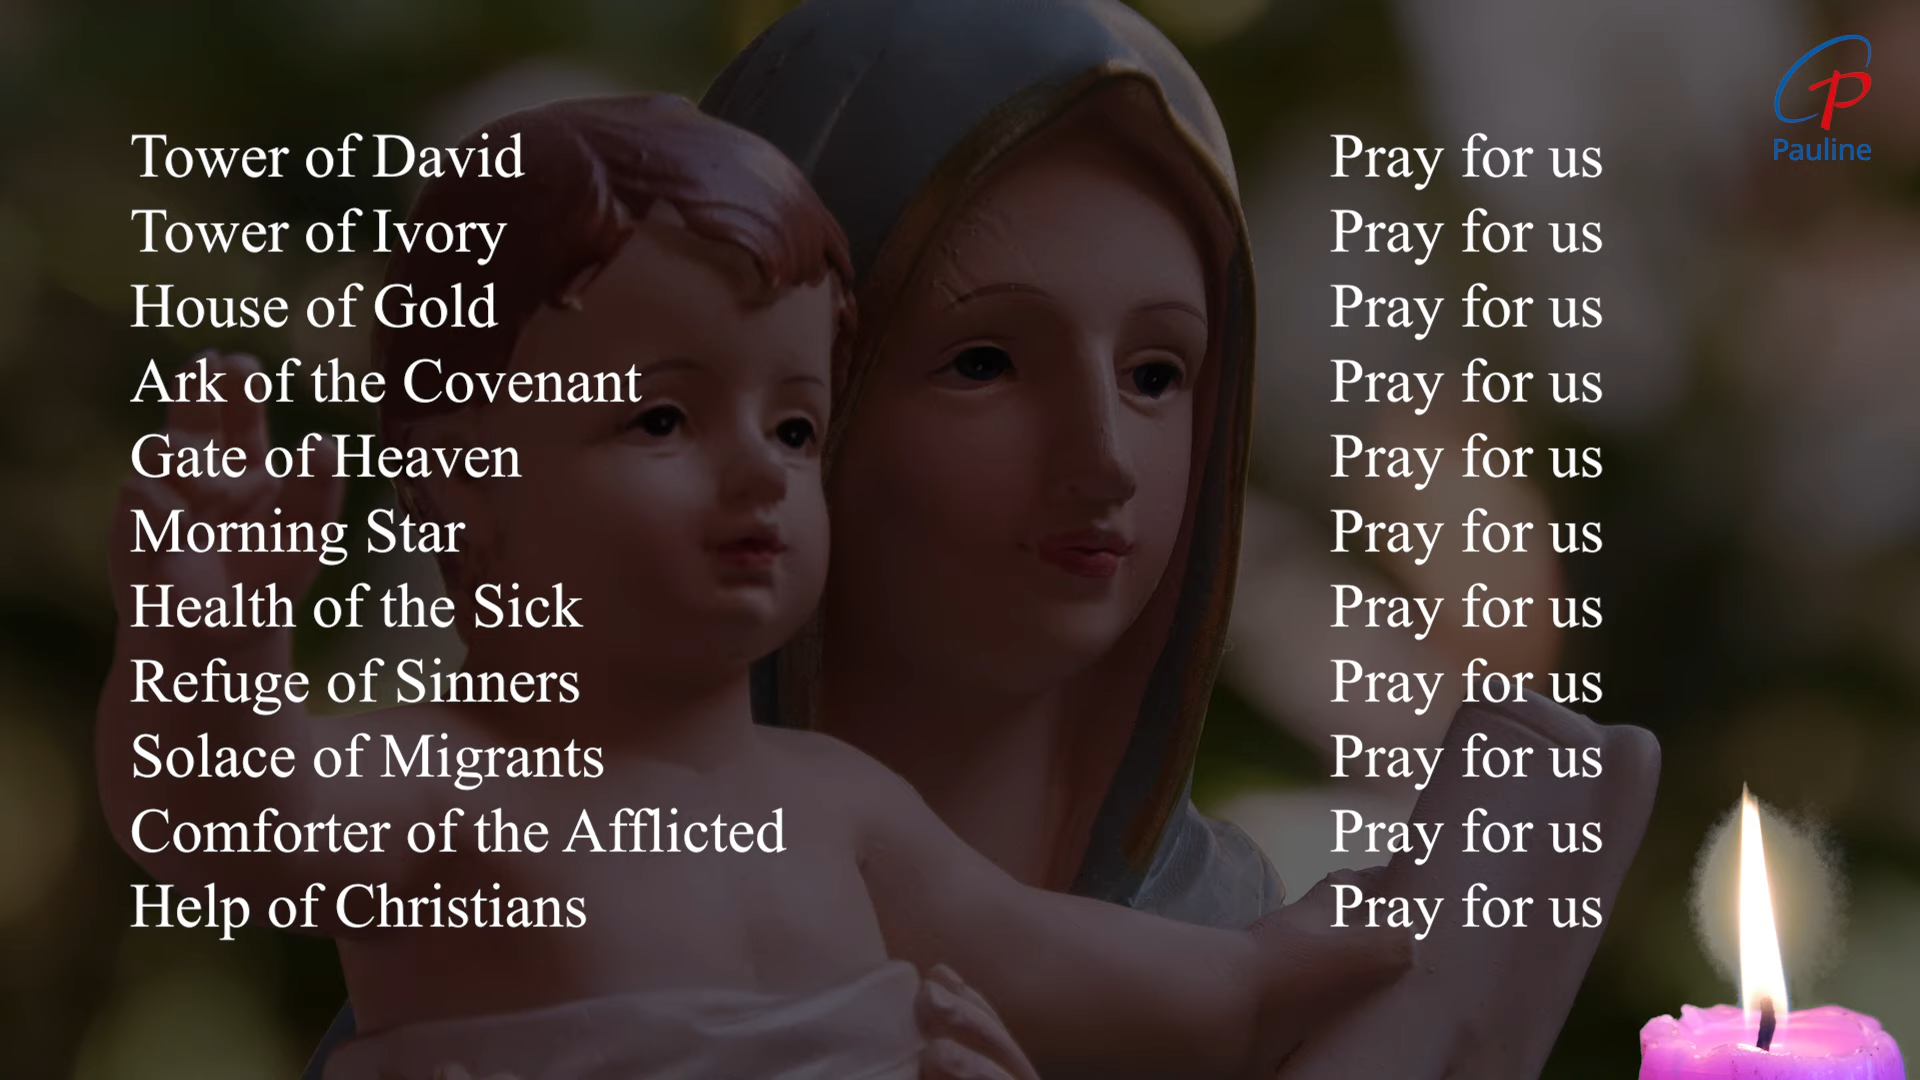 Tower of David Pray for us
Tower of Ivory Pray for us
House of Gold Pray for us
Ark of the Covenant Pray for us
Gate of Heaven Pray for us
Morning Star Pray for us
Health of the Sick Pray for us
Refuge of Sinners Pray for us
Solace of Migrants Pray for us
Comforter of the Afflicted Pray for us
Help of Christians Pray for us
Pauline